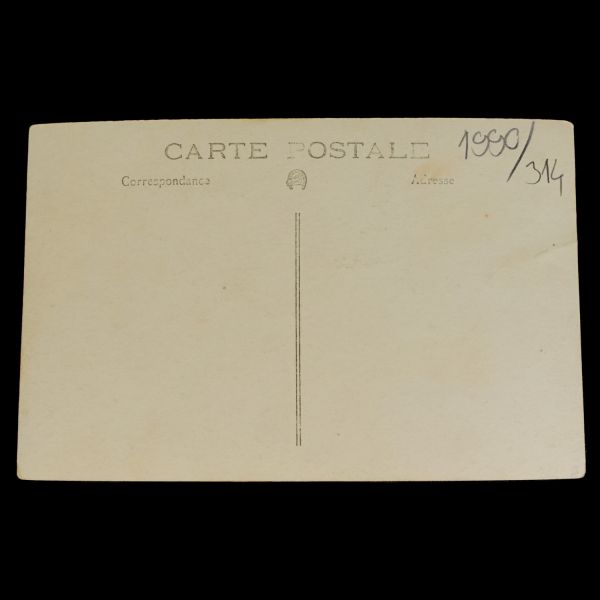 CARTE POSTALE
1990/314
Correspondance
Adresse